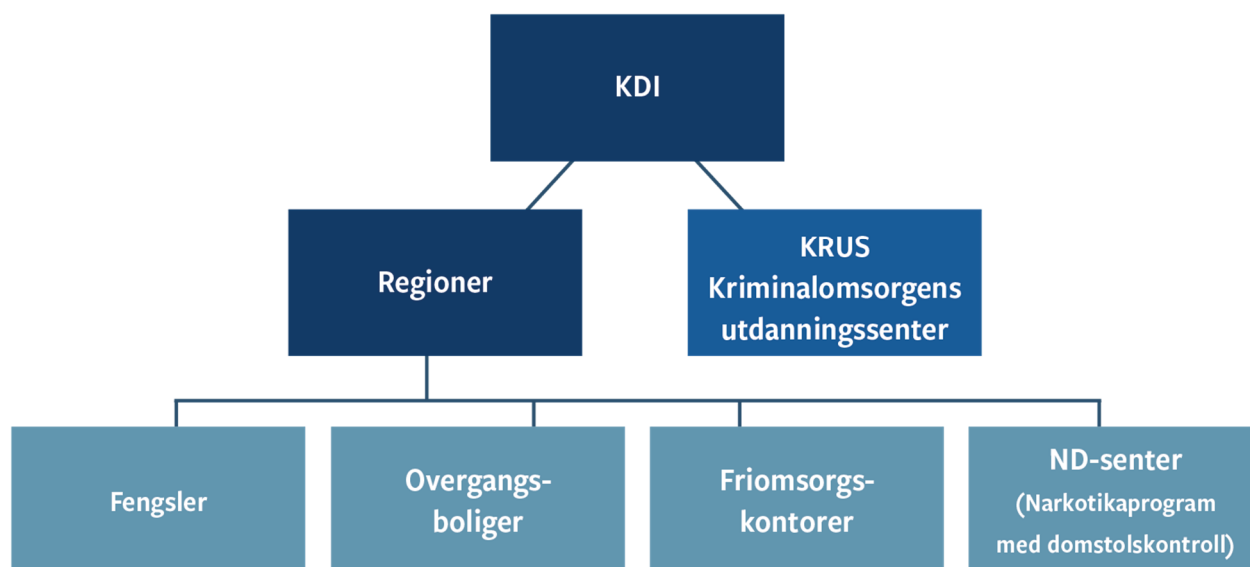 KDI
Regioner
KRUS
Kriminalomsorgens
utdanningssenter
Fengsler
Overgangs-
boliger
Friomsorgs-
kontorer
ND-senter
(Narkotikaprogram
med domstolskontroll)